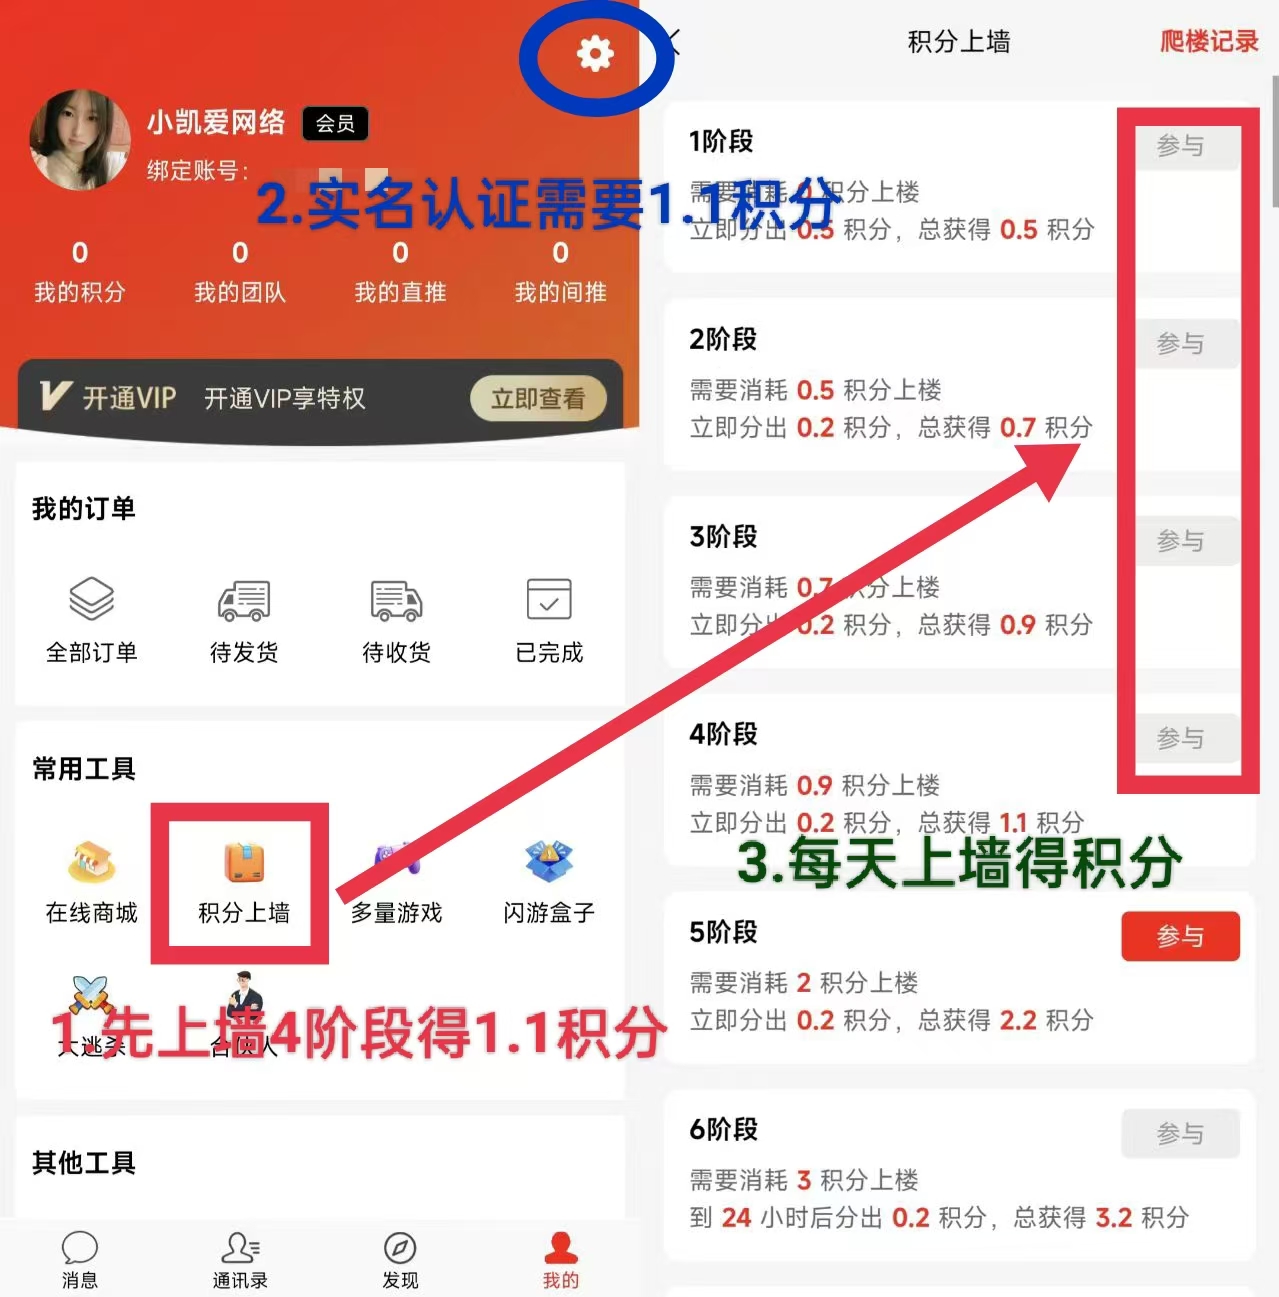 小凯爱网络 会员
绑定账号:
2.实名认证需要1.1积分
0 0 0 0
我的积分 我的团队 我的直推 我的间推
V 开通VIP 开通VIP享特权 立即查看
我的订单
全部订单 待发货 待收货 已完成
常用工具
在线商城 积分上墙 多量游戏 闪游盒子
1.先上墙4阶段得1.1积分
大逃杀 合伙人
其他工具
消息 通讯录 发现 我的
积分上墙 爬楼记录
1阶段 参与
需要消耗 0 积分上楼
立即分出 0.5 积分，总获得 0.5 积分
2阶段 参与
需要消耗 0.5 积分上楼
立即分出 0.2 积分，总获得 0.7 积分
3阶段 参与
需要消耗 0.7 积分上楼
立即分出 0.2 积分，总获得 0.9 积分
4阶段 参与
需要消耗 0.9 积分上楼
立即分出 0.2 积分，总获得 1.1 积分
3.每天上墙得积分
5阶段 参与
需要消耗 2 积分上楼
立即分出 0.2 积分，总获得 2.2 积分
6阶段 参与
需要消耗 3 积分上楼
到 24 小时后分出 0.2 积分，总获得 3.2 积分